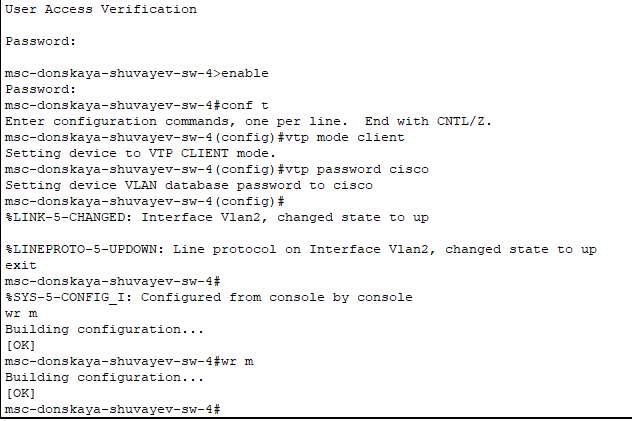 User Access Verification
Password:
msc-donskaya-shuvayev-sw-4>enable
Password:
msc-donskaya-shuvayev-sw-4#conf t
Enter configuration commands, one per line.  End with CNTL/Z.
msc-donskaya-shuvayev-sw-4(config)#vtp mode client
Setting device to VTP CLIENT mode.
msc-donskaya-shuvayev-sw-4(config)#vtp password cisco
Setting device VLAN database password to cisco
msc-donskaya-shuvayev-sw-4(config)#
%LINK-5-CHANGED: Interface Vlan2, changed state to up
%LINEPROTO-5-UPDOWN: Line protocol on Interface Vlan2, changed state to up
exit
msc-donskaya-shuvayev-sw-4#
%SYS-5-CONFIG_I: Configured from console by console
wr m
Building configuration...
[OK]
msc-donskaya-shuvayev-sw-4#wr m
Building configuration...
[OK]
msc-donskaya-shuvayev-sw-4#